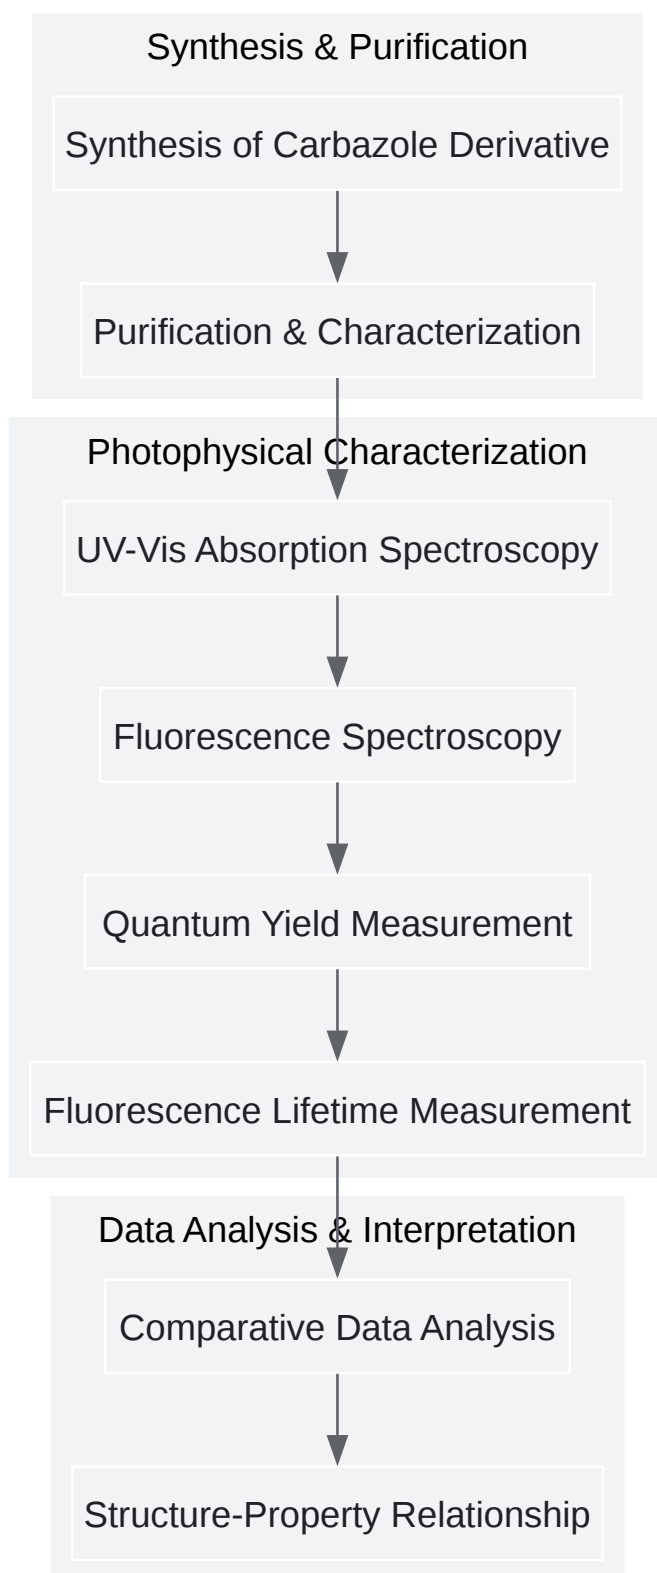 Synthesis & Purification
Synthesis of Carbazole Derivative
Purification & Characterization
Photophysical Characterization
UV-Vis Absorption Spectroscopy
Fluorescence Spectroscopy
Quantum Yield Measurement
Fluorescence Lifetime Measurement
Data Analysis & Interpretation
Comparative Data Analysis
Structure-Property Relationship